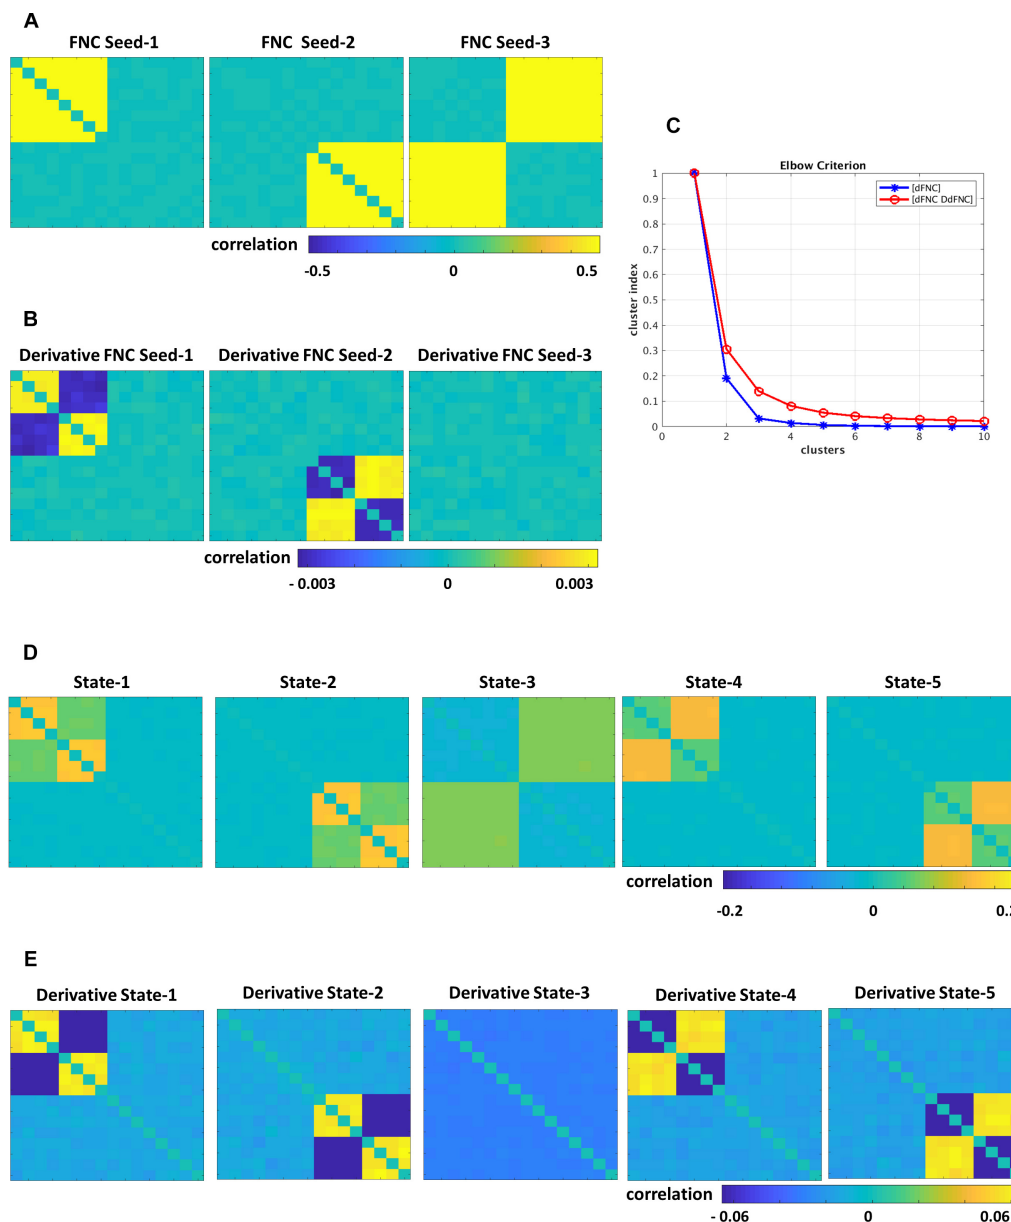 A
FNC Seed-1
FNC Seed-2
FNC Seed-3
correlation
-0.5
0
0.5
B
Derivative FNC Seed-1
Derivative FNC Seed-2
Derivative FNC Seed-3
correlation
- 0.003
0
0.003
C
Elbow Criterion
[dFNC]
[dFNC DdFNC]
cluster index
1
0.9
0.8
0.7
0.6
0.5
0.4
0.3
0.2
0.1
0
0
2
4
6
8
10
clusters
D
State-1
State-2
State-3
State-4
State-5
correlation
-0.2
0
E
Derivative State-1
Derivative State-2
Derivative State-3
Derivative State-4
Derivative State-5
correlation
- 0.06
0
0.06